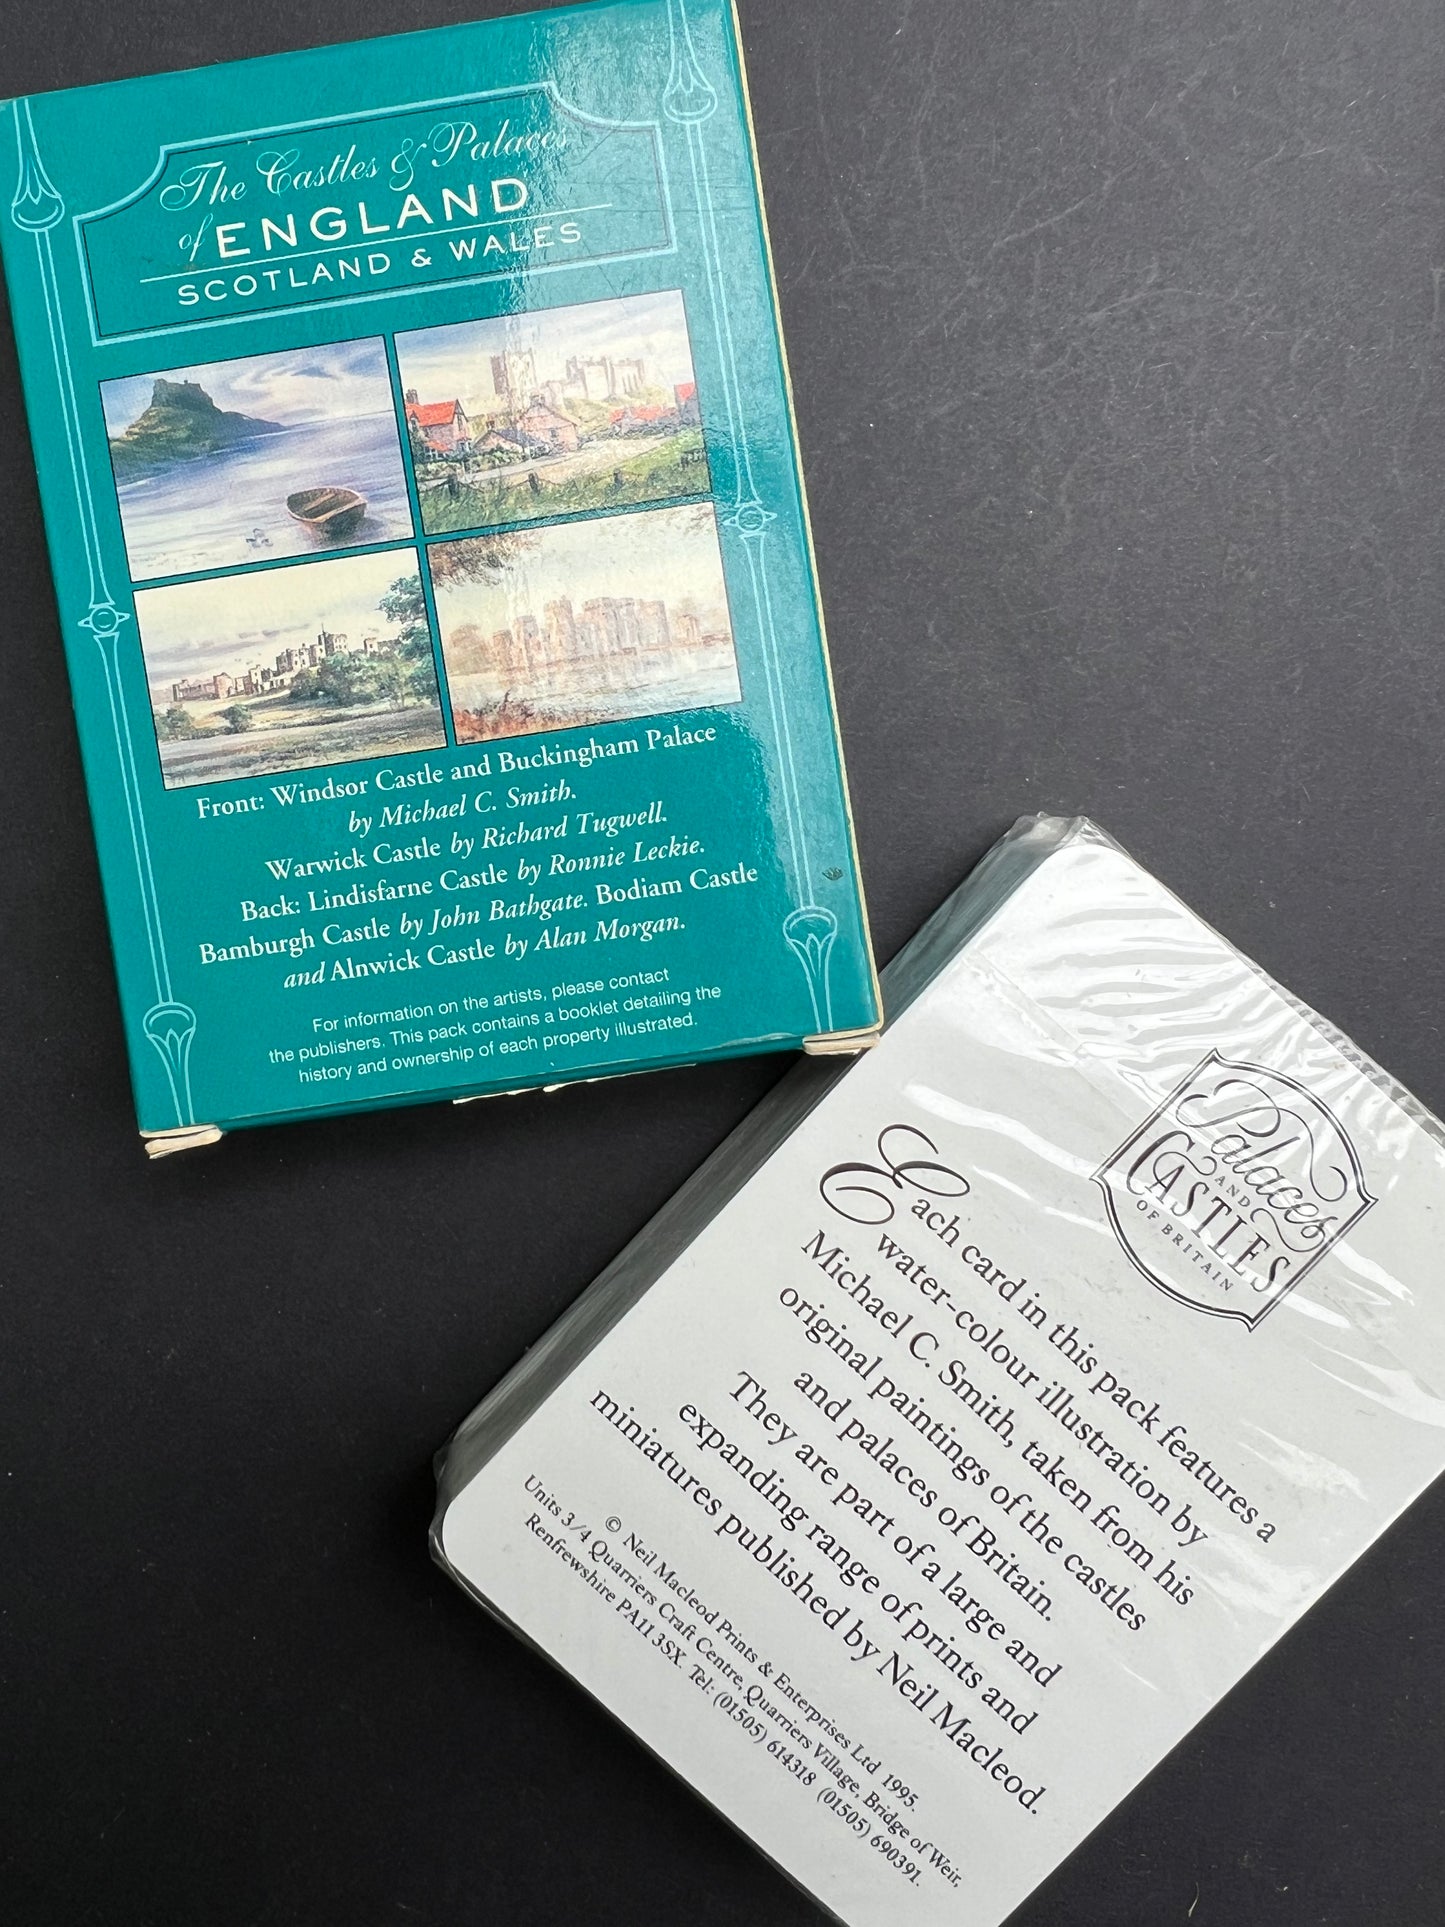 The Castles & Palaces
of ENGLAND
SCOTLAND & WALES
Front: Windsor Castle and Buckingham Palace
by Michael C. Smith.
Warwick Castle by Richard Tugwell.
Back: Lindisfarne Castle by Ronnie Leckie.
Bamburgh Castle by John Bathgate. Bodiam Castle
and Alnwick Castle by Alan Morgan.
For information on the artists, please contact
the publishers. This pack contains a booklet detailing the
history and ownership of each property illustrated.
Palaces
AND
CASTLES
OF BRITAIN
Each card in this pack features a
water-colour illustration by
Michael C. Smith, taken from his
original paintings of the castles
and palaces of Britain.
They are part of a large and
expanding range of prints and
miniatures published by Neil Macleod.
© Neil Macleod Prints & Enterprises Ltd 1995.
Units 3/4 Quarriers Craft Centre, Quarriers Village, Bridge of Weir,
Renfrewshire PA11 3SX. Tel: (01505) 614318 (01505) 690391.